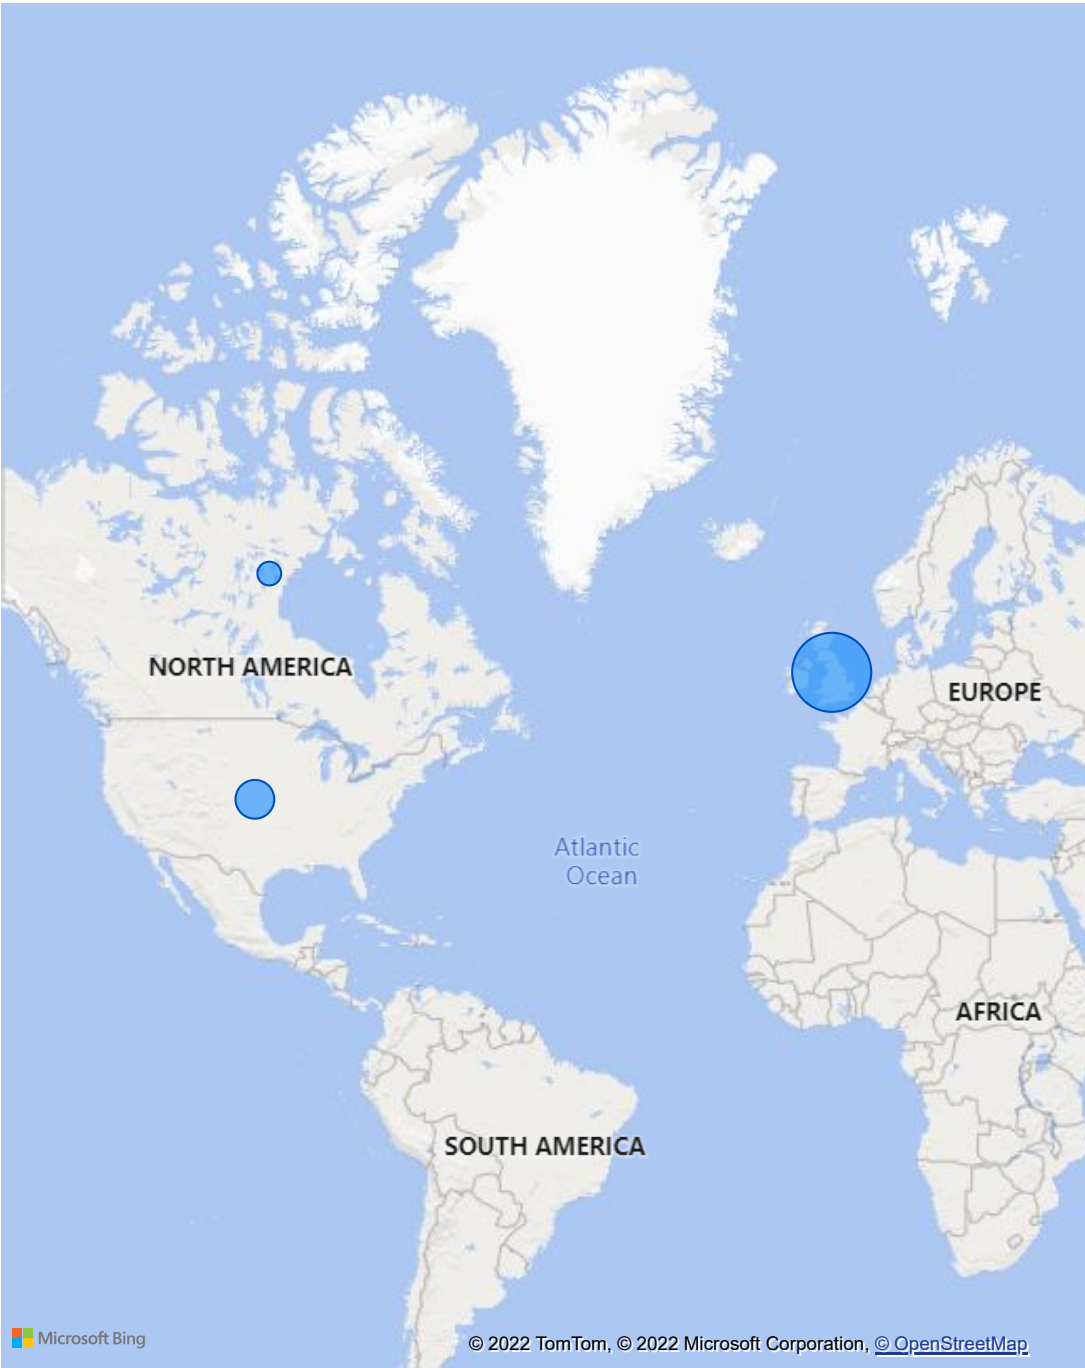 NORTH AMERICA
EUROPE
Atlantic
Ocean
AFRICA
SOUTH AMERICA
Microsoft Bing
© 2022 TomTom, © 2022 Microsoft Corporation, © OpenStreetMap